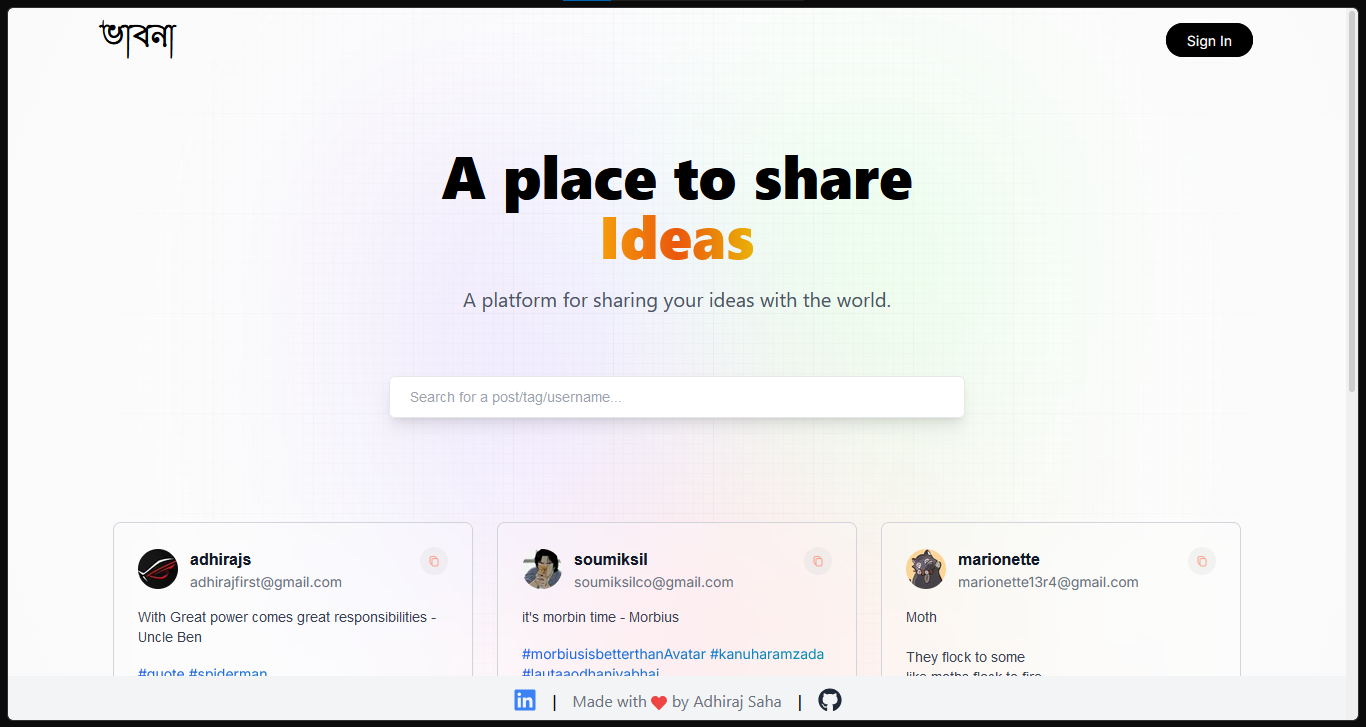 ভাবনা
Sign In
A place to share
Ideas
A platform for sharing your ideas with the world.
Search for a post/tag/username...
adhirajs
adhirajfirst@gmail.com
With Great power comes great responsibilities -
Uncle Ben
#quote #spiderman
soumiksil
soumiksilco@gmail.com
it's morbin time - Morbius
#morbiusisbetterthanAvatar #kanuharamzada
#lautaaodhaniyabhai
marionette
marionette13r4@gmail.com
Moth
They flock to some
like moths flock to fire
in
Made with ❤ by Adhiraj Saha